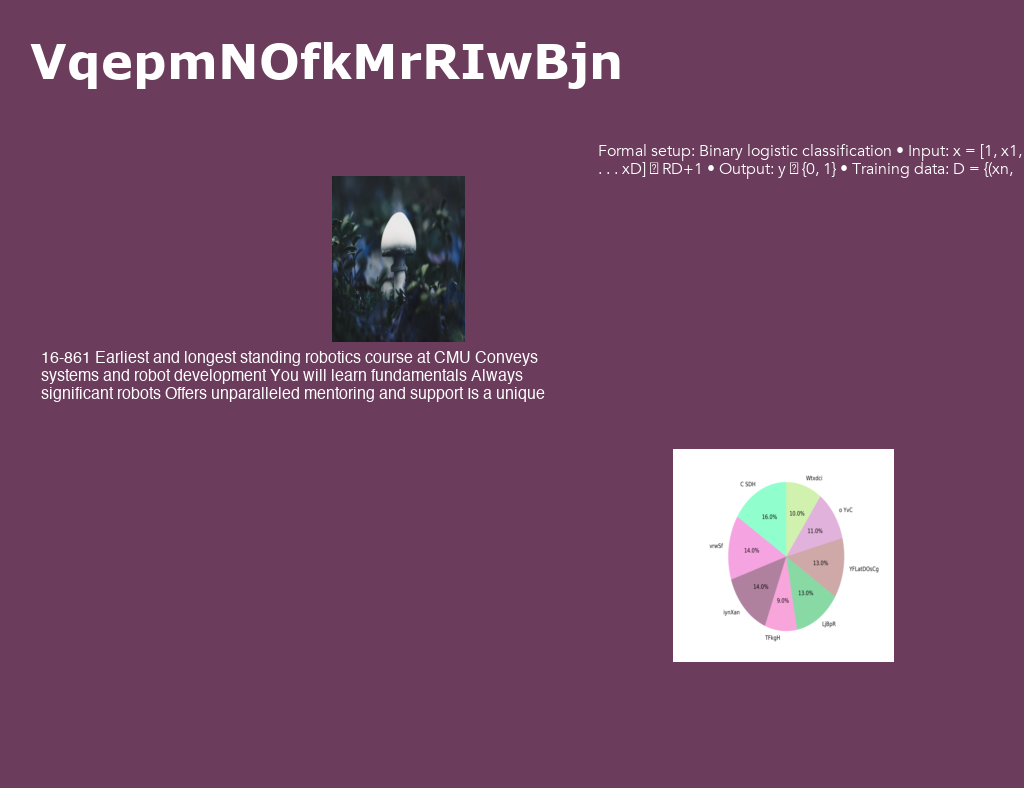 VqepmNOfkMrRIwBjn
Formal setup: Binary logistic classification • Input: x = [1, x1,
. . . xD] RD+1 • Output: y {0, 1} • Training data: D = {(xn,
16-861 Earliest and longest standing robotics course at CMU Conveys
systems and robot development You will learn fundamentals Always
significant robots Offers unparalleled mentoring and support Is a unique
C SDH
Wtxdci
o YvC
16.0%
10.0%
11.0%
vrwSf
14.0%
13.0%
YFLatDOsCg
14.0%
9.0%
13.0%
iynXan
LJBpR
TFkgH